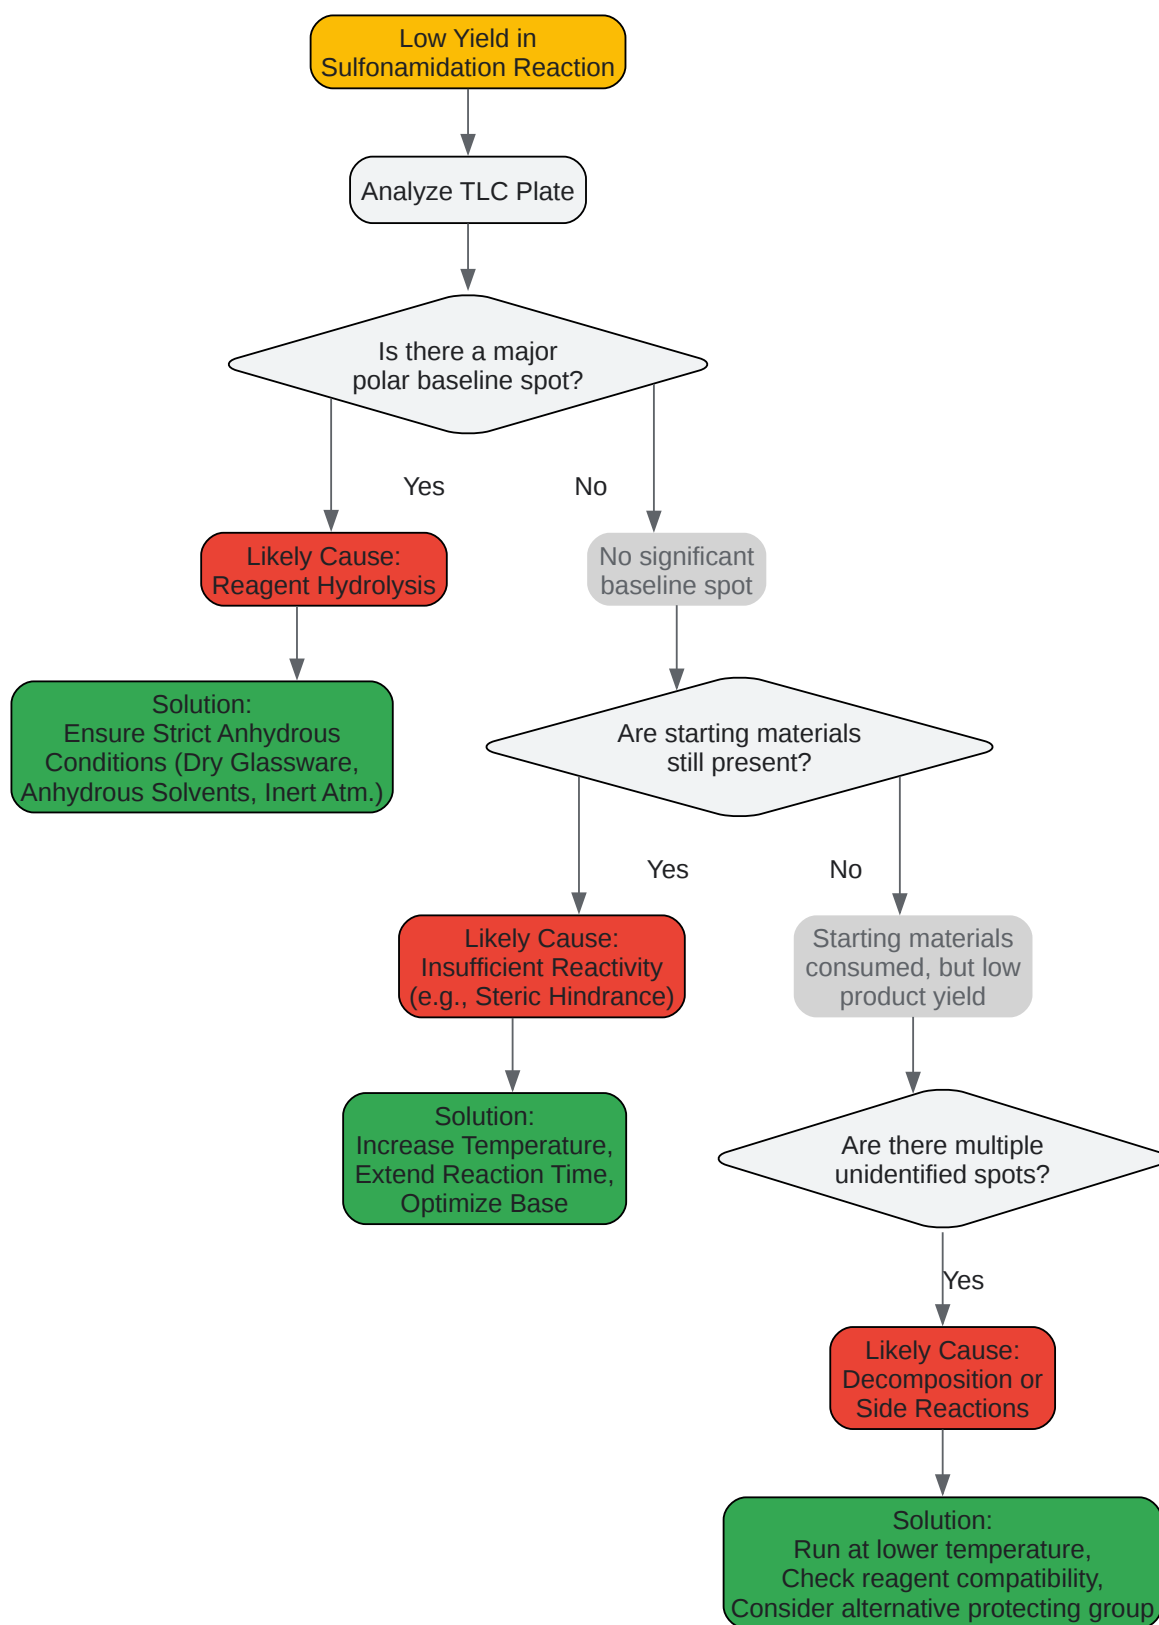 Low Yield in
Sulfonamidation Reaction
Analyze TLC Plate
Is there a major
polar baseline spot?
Yes
No
Likely Cause:
Reagent Hydrolysis
No significant
baseline spot
Solution:
Ensure Strict Anhydrous
Conditions (Dry Glassware,
Anhydrous Solvents, Inert Atm.)
Are starting materials
still present?
Yes
No
Likely Cause:
Insufficient Reactivity
(e.g., Steric Hindrance)
Starting materials
consumed, but low
product yield
Solution:
Increase Temperature,
Extend Reaction Time,
Optimize Base
Are there multiple
unidentified spots?
Yes
Likely Cause:
Decomposition or
Side Reactions
Solution:
Run at lower temperature,
Check reagent compatibility,
Consider alternative protecting group